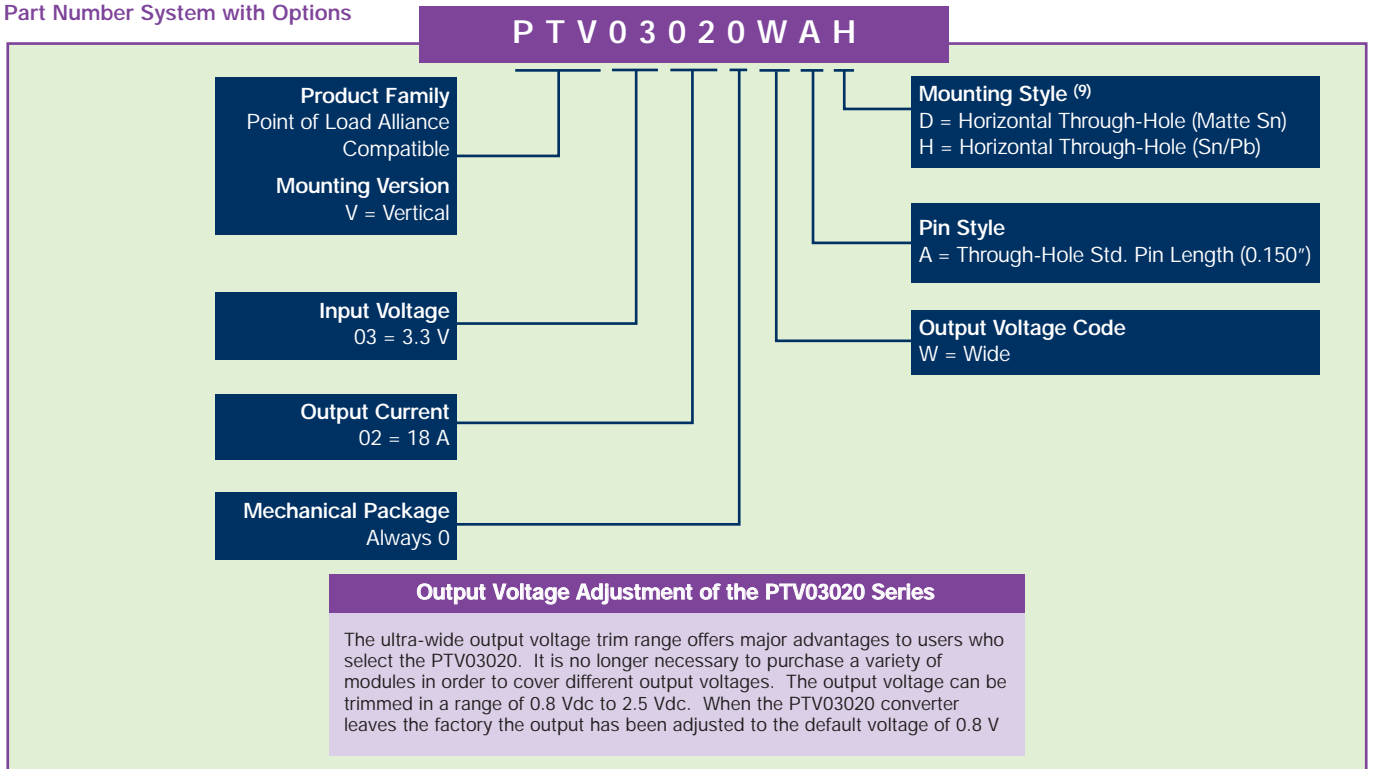 Part Number System with Options
PTV03020WAH
Product Family
Point of Load Alliance
Compatible
Mounting Version
V = Vertical
Input Voltage
03 = 3.3 V
Output Current
02 = 18 A
Mechanical Package
Always 0
Mounting Style (9)
D = Horizontal Through-Hole (Matte Sn)
H = Horizontal Through-Hole (Sn/Pb)
Pin Style
A = Through-Hole Std. Pin Length (0.150")
Output Voltage Code
W = Wide
Output Voltage Adjustment of the PTV03020 Series
The ultra-wide output voltage trim range offers major advantages to users who
select the PTV03020. It is no longer necessary to purchase a variety of
modules in order to cover different output voltages. The output voltage can be
trimmed in a range of 0.8 Vdc to 2.5 Vdc. When the PTV03020 converter
leaves the factory the output has been adjusted to the default voltage of 0.8 V